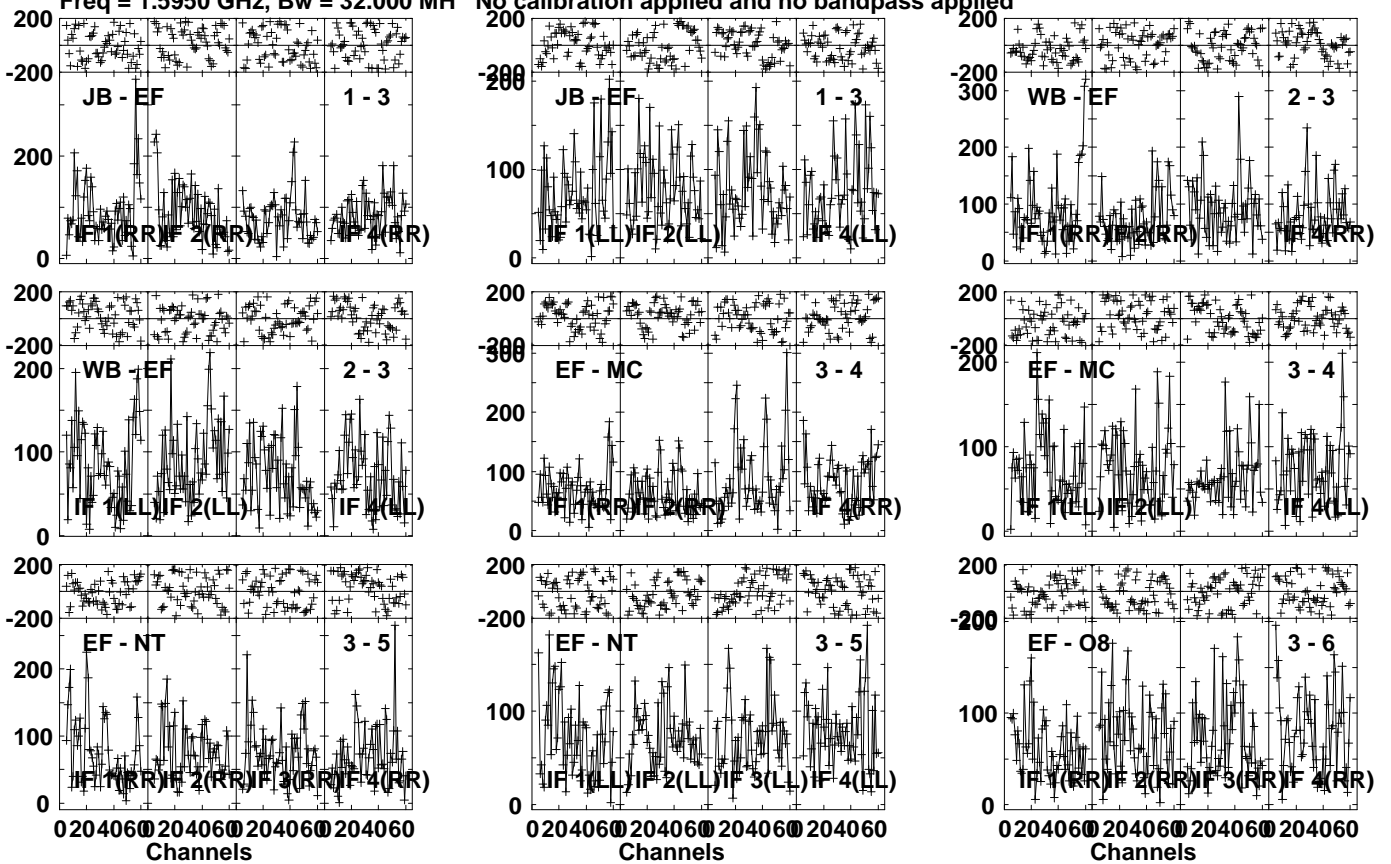 Freq = 1.5950 GHz, Bw = 32.000 MH No calibration applied and no bandpass applied
200 200 200
-200 -200 -200
JB - EF 1 - 3 JB - EF 1 - 3 WB - EF 2 - 3
200 200 300
0 100 200
0 100
0
IF 1(RR) IF 2(RR) IF 4(RR) IF 1(LL) IF 2(LL) IF 4(LL) IF 1(RR) IF 2(RR) IF 4(RR)
200 200 200
-200 -200 -200
WB - EF 2 - 3 EF - MC 3 - 4 EF - MC 3 - 4
200 300 200
100 200 100
0 100 0
0
IF 1(LL) IF 2(LL) IF 4(LL) IF 1(RR) IF 2(RR) IF 4(RR) IF 1(LL) IF 2(LL) IF 4(LL)
200 200 200
-200 -200 -200
EF - NT 3 - 5 EF - NT 3 - 5 EF - O8 3 - 6
200 100 200
100 0 100
0 0
IF 1(RR) IF 2(RR) IF 3(RR) IF 4(RR) IF 1(LL) IF 2(LL) IF 3(LL) IF 4(LL) IF 1(RR) IF 2(RR) IF 3(RR) IF 4(RR)
0 20 40 60 0 20 40 60 0 20 40 60 0 20 40 60 0 20 40 60 0 20 40 60 0 20 40 60 0 20 40 60 0 20 40 60 0 20 40 60 0 20 40 60 0 20 40 60
Channels Channels Channels